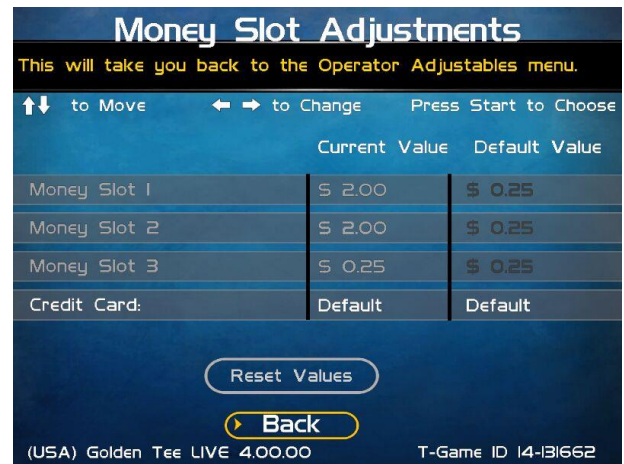 Money Slot Adjustments
This will take you back to the Operator Adjustables menu.
to Move to Change Press Start to Choose
Current Value Default Value
Money Slot 1 $ 2.00 $ 0.25
Money Slot 2 $ 2.00 $ 0.25
Money Slot 3 $ 0.25 $ 0.25
Credit Card: Default Default
Reset Values
Back
(USA) Golden Tee LIVE 4.00.00 T-Game ID 14-131662